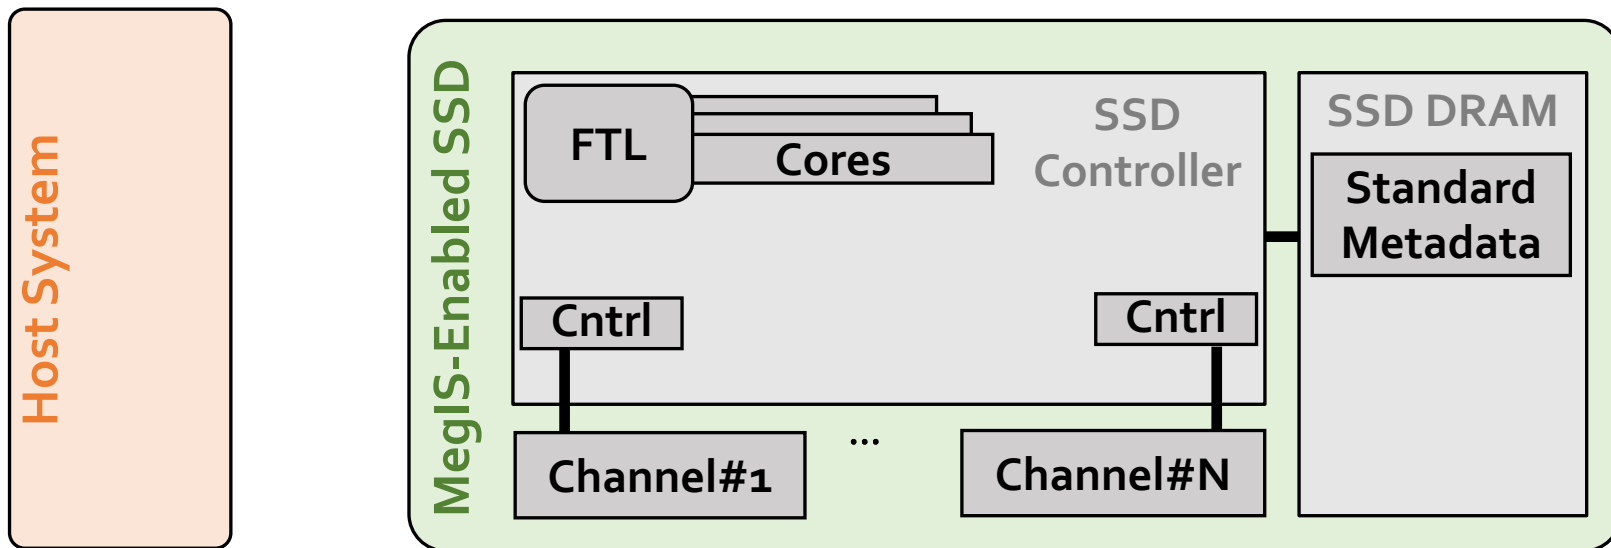 Host System
MegIS-Enabled SSD
FTL
Cores
SSD
Controller
SSD DRAM
Standard
Metadata
Cntrl
Cntrl
Channel#1
...
Channel#N